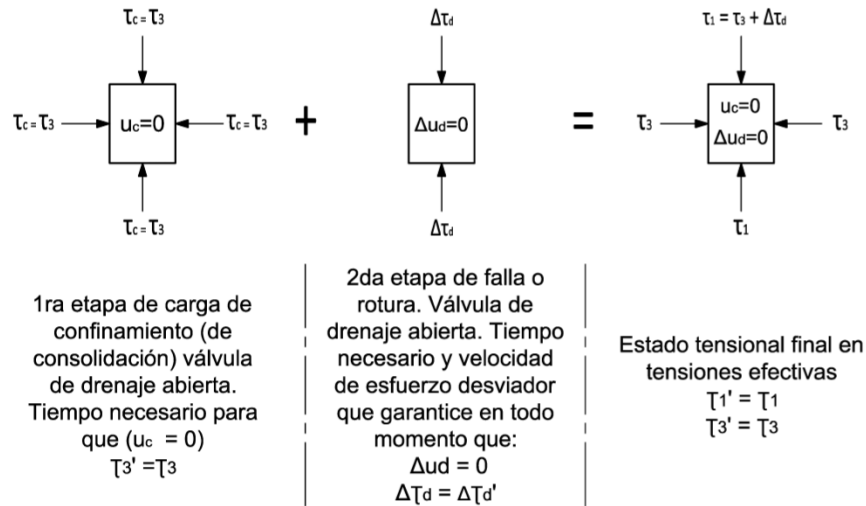 τc = τ3
Δτd
τ1 = τ3 + Δτd
τc = τ3
uc=0
τc = τ3
+
Δud=0
=
τ3
uc=0
Δud=0
τ3
τc = τ3
Δτd
τ1
1ra etapa de carga de
confinamiento (de
consolidación) válvula
de drenaje abierta.
Tiempo necesario para
que (uc = 0)
τ3' =τ3
2da etapa de falla o
rotura. Válvula de
drenaje abierta. Tiempo
necesario y velocidad
de esfuerzo desviador
que garantice en todo
momento que:
Δud = 0
Δτd = Δτd'
Estado tensional final en
tensiones efectivas
τ1' = τ1
τ3' = τ3